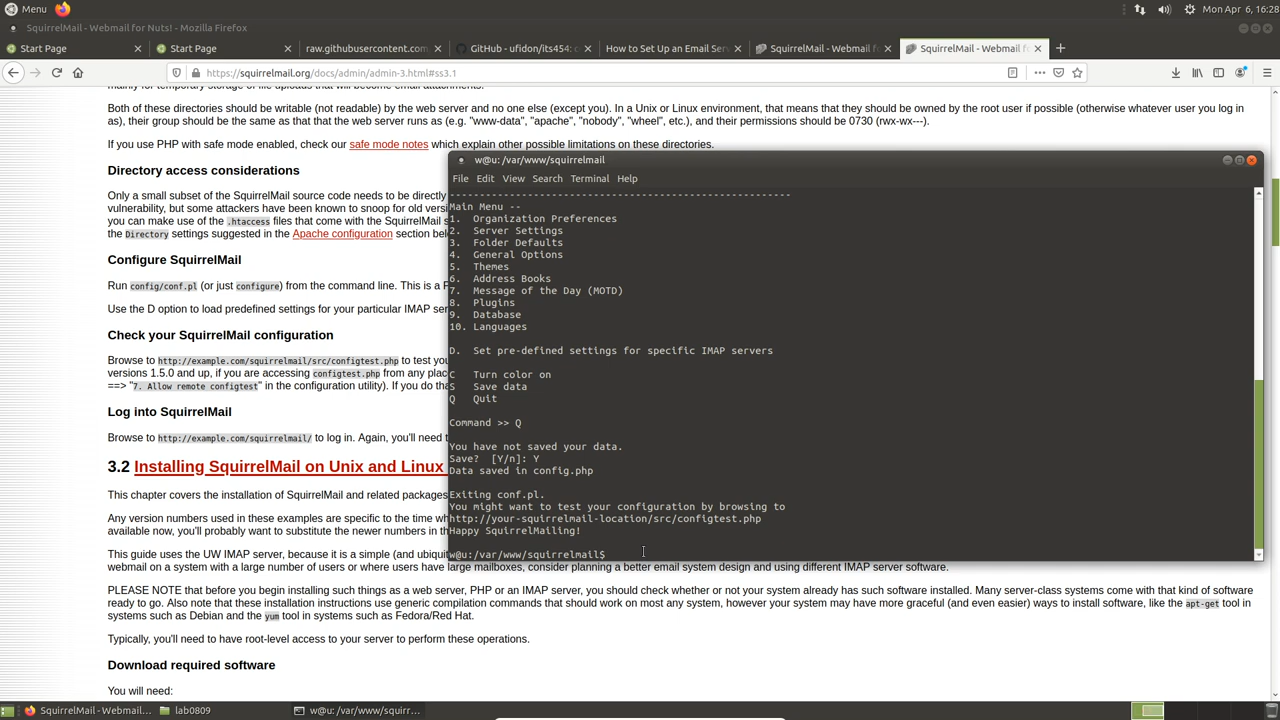 Menu
Mon Apr 6, 16:28
SquirrelMail - Webmail for Nuts! - Mozilla Firefox
Start Page
Start Page
raw.githubusercontent.com
GitHub - ufidon/its454: c
How to Set Up an Email Serv
SquirrelMail - Webmail f
SquirrelMail - Webmail fo
https://squirrelmail.org/docs/admin/admin-3.html#ss3.1
mainly for temporary storage of file uploads that will become email attachments.
Both of these directories should be writable (not readable) by the web server and no one else (except you). In a Unix or Linux environment, that means that they should be owned by the root user if possible (otherwise whatever user you log in
as), their group should be the same as that that the web server runs as (e.g. "www-data", "apache", "nobody", "wheel", etc.), and their permissions should be 0730 (rwx-wx---).
If you use PHP with safe mode enabled, check our safe mode notes which explain other possible limitations on these directories.
Directory access considerations
Only a small subset of the SquirrelMail source code needs to be directly
vulnerability, but some attackers have been known to snoop for old versi
you can make use of the .htaccess files that come with the SquirrelMail s
the Directory settings suggested in the Apache configuration section bel
Configure SquirrelMail
Run config/conf.pl (or just configure) from the command line. This is a P
Use the D option to load predefined settings for your particular IMAP ser
Check your SquirrelMail configuration
Browse to http://example.com/squirrelmail/src/configtest.php to test you
versions 1.5.0 and up, if you are accessing configtest.php from any plac
==> "7. Allow remote configtest" in the configuration utility). If you do tha
Log into SquirrelMail
Browse to http://example.com/squirrelmail/ to log in. Again, you'll need t
3.2 Installing SquirrelMail on Unix and Linux
This chapter covers the installation of SquirrelMail and related packages
Any version numbers used in these examples are specific to the time wh
available now, you'll probably want to substitute the newer numbers in th
This guide uses the UW IMAP server, because it is a simple (and ubiqui
webmail on a system with a large number of users or where users have large mailboxes, consider planning a better email system design and using different IMAP server software.
PLEASE NOTE that before you begin installing such things as a web server, PHP or an IMAP server, you should check whether or not your system already has such software installed. Many server-class systems come with that kind of software
ready to go. Also note that these installation instructions use generic compilation commands that should work on most any system, however your system may have more graceful (and even easier) ways to install software, like the apt-get tool in
systems such as Debian and the yum tool in systems such as Fedora/Red Hat.
Typically, you'll need to have root-level access to your server to perform these operations.
Download required software
You will need:
w@u: /var/www/squirrelmail
File Edit View Search Terminal Help
---------------------------------------------------------
Main Menu --
1. Organization Preferences
2. Server Settings
3. Folder Defaults
4. General Options
5. Themes
6. Address Books
7. Message of the Day (MOTD)
8. Plugins
9. Database
10. Languages
D. Set pre-defined settings for specific IMAP servers
C Turn color on
S Save data
Q Quit
Command >> Q
You have not saved your data.
Save? [Y/n]: Y
Data saved in config.php
Exiting conf.pl.
You might want to test your configuration by browsing to
http://your-squirrelmail-location/src/configtest.php
Happy SquirrelMailing!
w@u:/var/www/squirrelmail$
SquirrelMail - Webmail...
lab0809
w@u: /var/www/squirr...